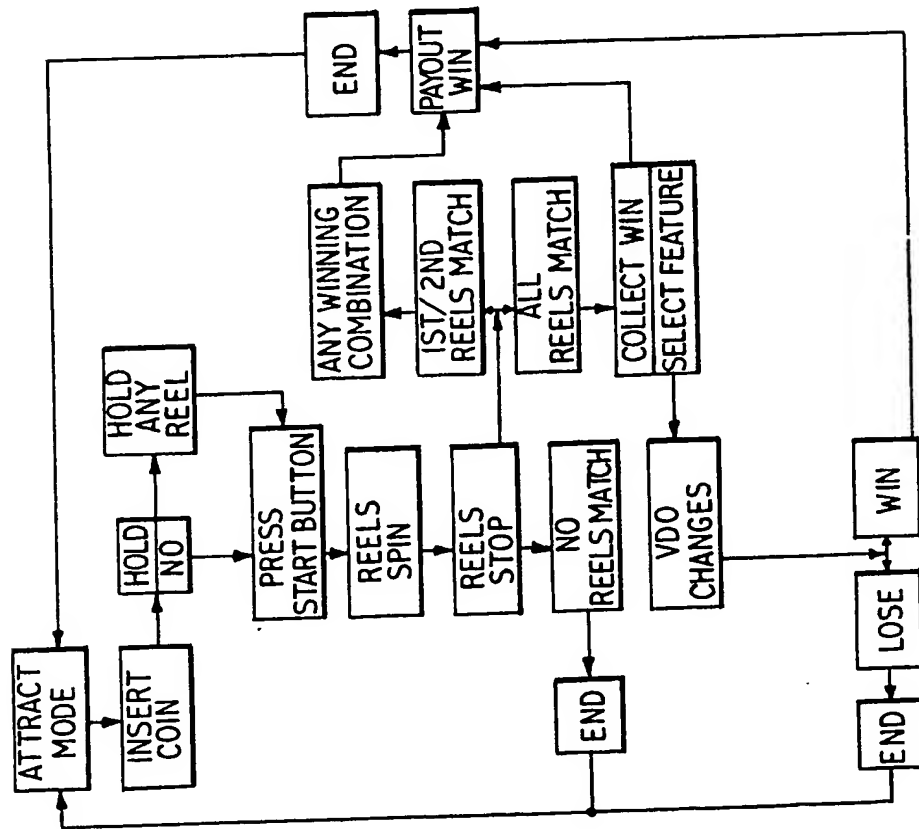 ATTRACT
MODE
INSERT
COIN
HOLD
NO
HOLD
ANY
REEL
PRESS
START BUTTON
REELS
SPIN
REELS
STOP
NO
REELS MATCH
END
ANY WINNING
COMBINATION
1ST/2ND
REELS MATCH
ALL
REELS MATCH
COLLECT WIN
SELECT FEATURE
PAYOUT
WIN
END
VDO
CHANGES
WIN
LOSE
END